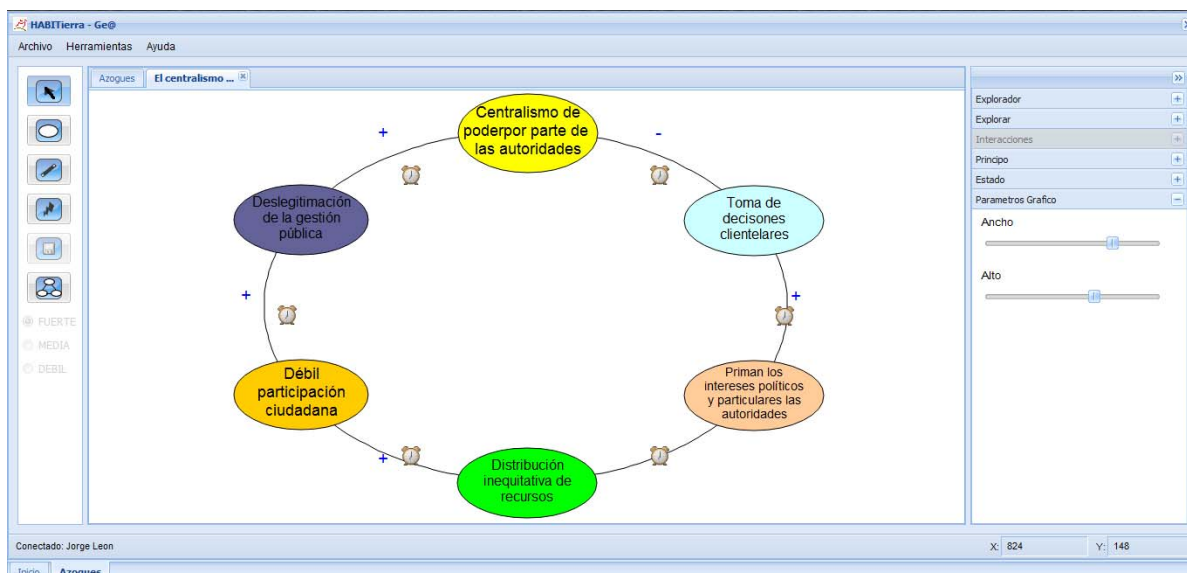 HABITierra - Ge@
Archivo Herramientas Ayuda
Azogues El centralismo ...
Centralismo de
poderpor parte de
las autoridades
+
-
Deslegitimación
de la gestión
pública
Toma de
decisones
clientelares
+
+
Débil
participación
ciudadana
Priman los
intereses políticos
y particulares las
autoridades
+
Distribución
inequitativa de
recursos
FUERTE
MEDIA
DEBIL
Explorador
Explorar
Interacciones
Principo
Estado
Parametros Grafico
Ancho
Alto
Conectado: Jorge Leon
X: 824 Y: 148
Inicio Azogues